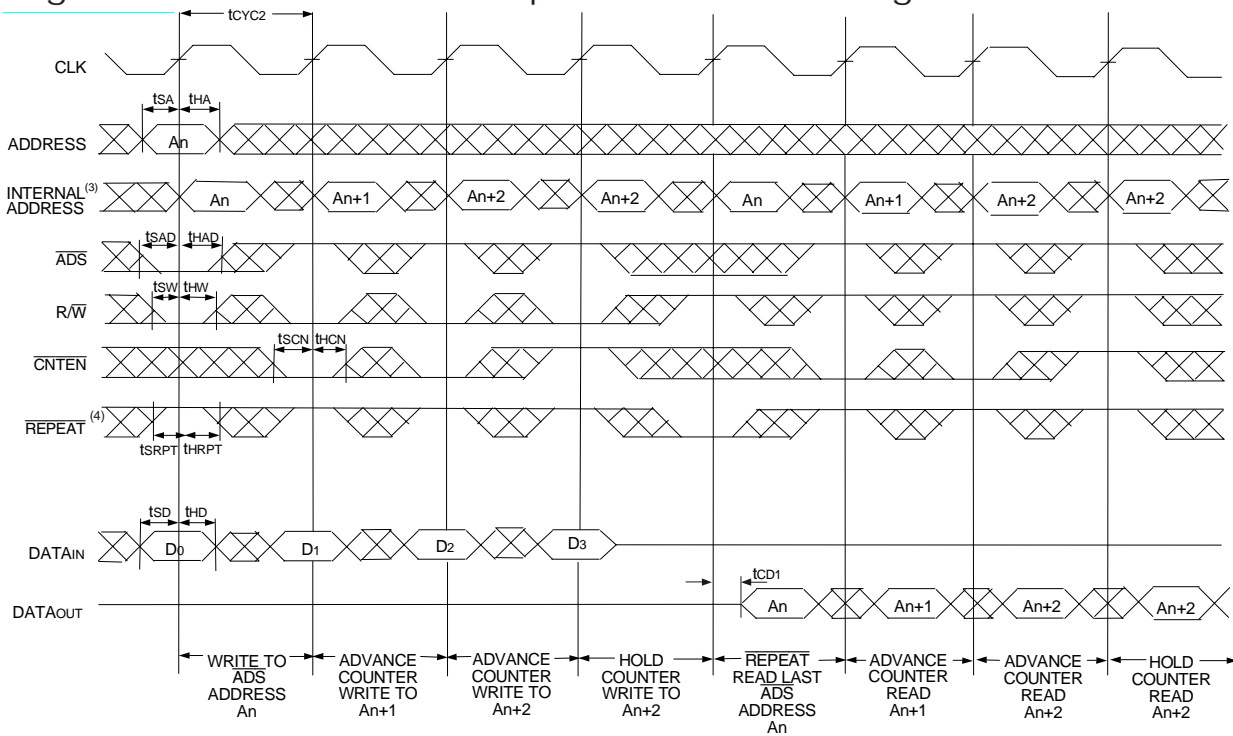 tCYC2
CLK
tSA tHA
ADDRESS An
INTERNAL(3)
ADDRESS
An An+1 An+2 An+2 An An+1 An+2 An+2
tSAD tHAD
ADS
tSW tHW
R/W
tSCN tHCN
CNTEN
REPEAT (4)
tSRPT tHRPT
tSD tHD
DATAIN D0 D1 D2 D3
tCD1
DATAOUT An An+1 An+2 An+2
WRITE TO
ADS
ADDRESS
An
ADVANCE
COUNTER
WRITE TO
An+1
ADVANCE
COUNTER
WRITE TO
An+2
HOLD
COUNTER
WRITE TO
An+2
REPEAT
READ LAST
ADS
ADDRESS
An
ADVANCE
COUNTER
READ
An+1
ADVANCE
COUNTER
READ
An+2
HOLD
COUNTER
READ
An+2